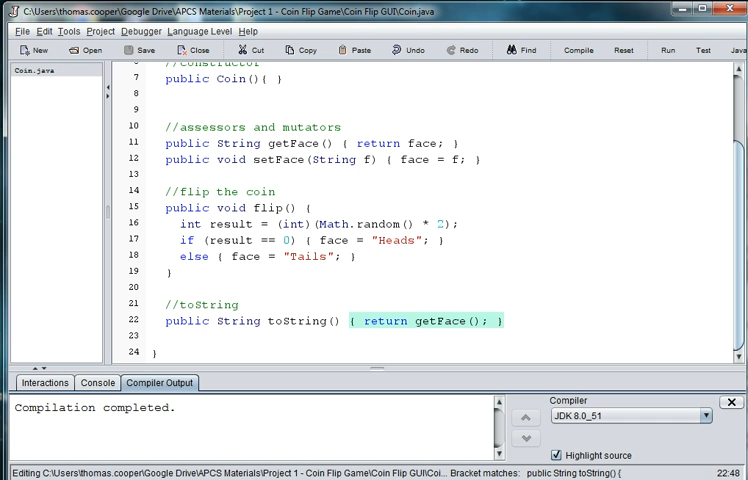 C:\Users\thomas.cooper\Google Drive\APCS Materials\Project 1 - Coin Flip Game\Coin Flip GUI\Coin.java
File Edit Tools Project Debugger Language Level Help
New Open Save Close Cut Copy Paste Undo Redo Find Compile Reset Run Test Java
Coin.java
6 //constructor
7 public Coin(){ }
8
9
10 //assessors and mutators
11 public String getFace() { return face; }
12 public void setFace(String f) { face = f; }
13
14 //flip the coin
15 public void flip() {
16 int result = (int)(Math.random() * 2);
17 if (result == 0) { face = "Heads"; }
18 else { face = "Tails"; }
19 }
20
21 //toString
22 public String toString() { return getFace(); }
23
24 }
Interactions Console Compiler Output
Compilation completed.
Compiler
JDK 8.0_51
Highlight source
Editing C:\Users\thomas.cooper\Google Drive\APCS Materials\Project 1 - Coin Flip Game\Coin Flip GUI\Coi... Bracket matches: public String toString() { 22:48